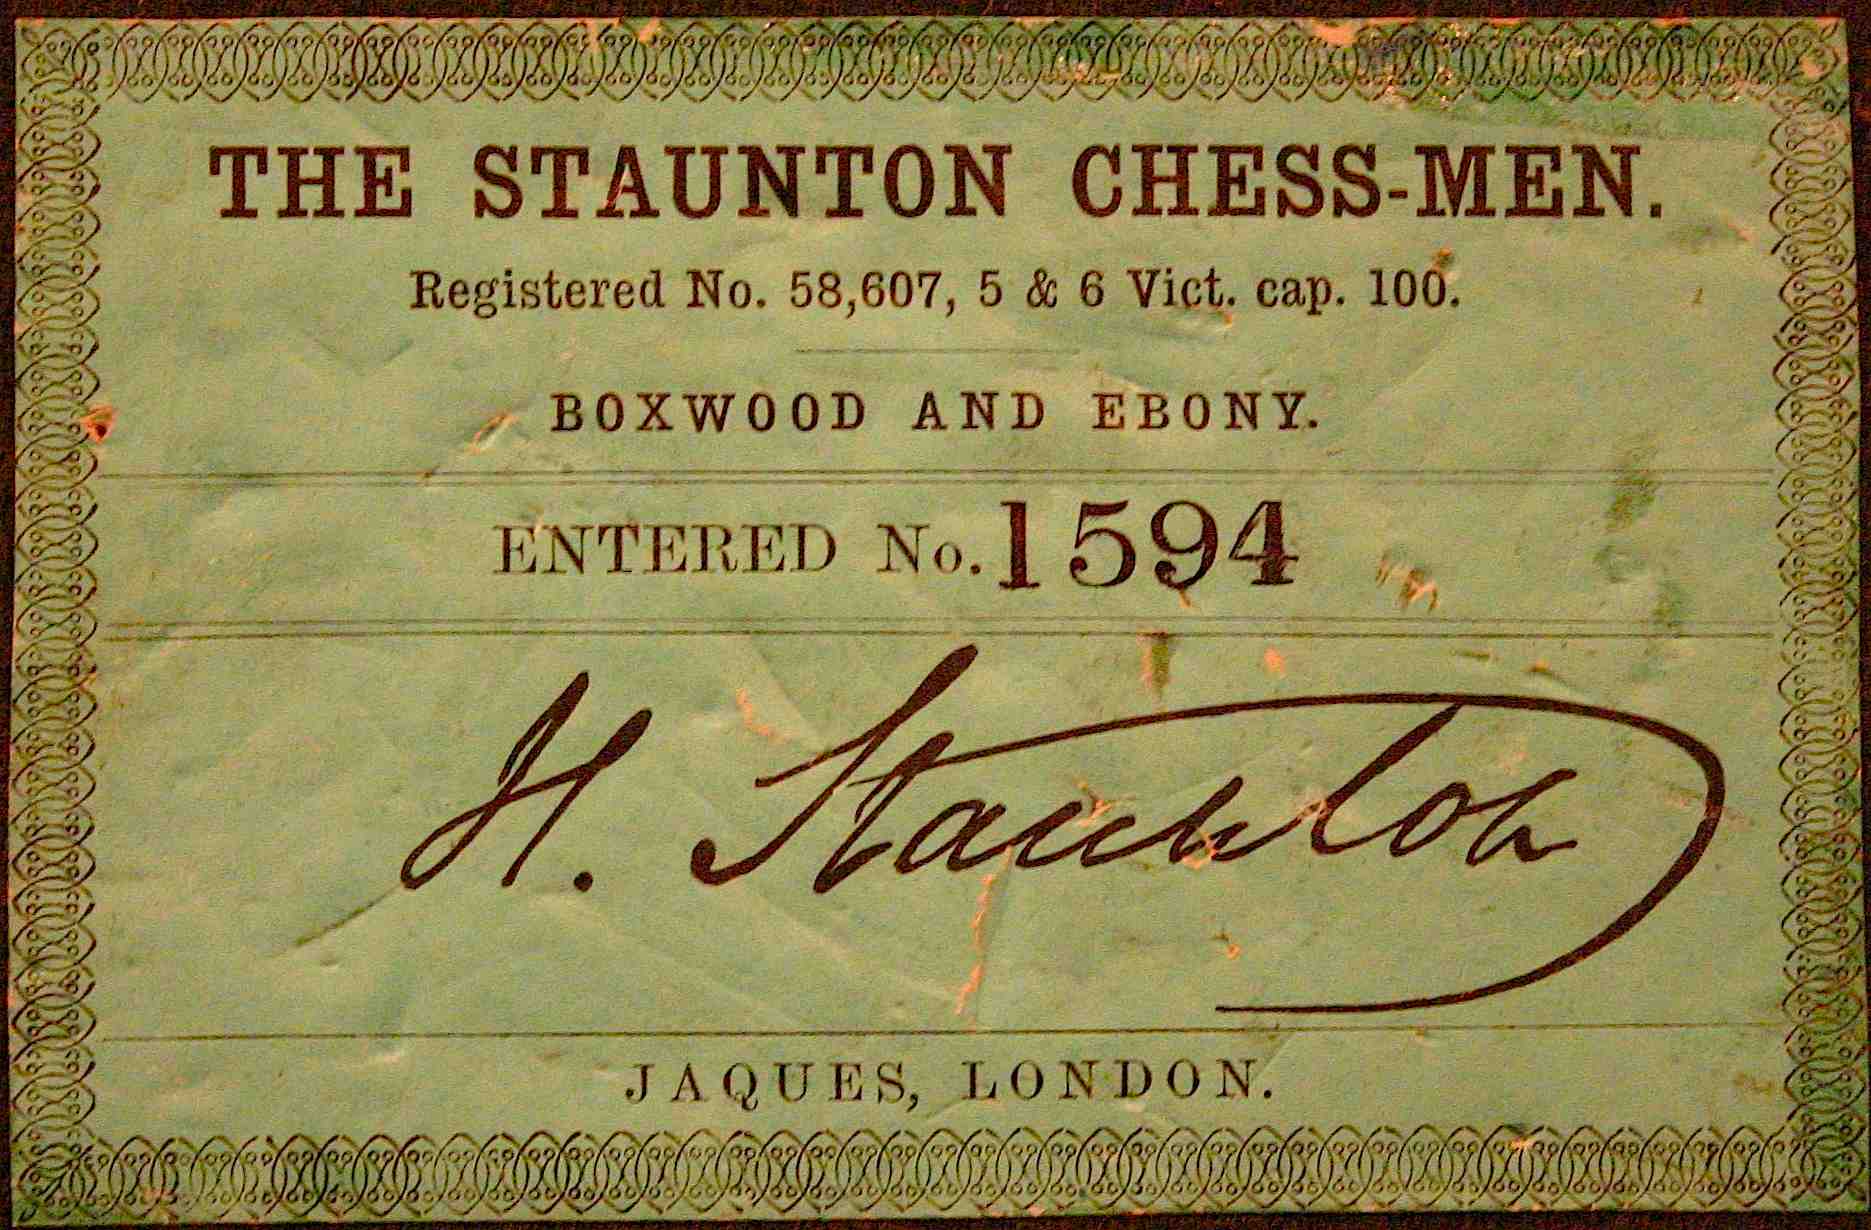 THE STAUNTON CHESS-MEN.
Registered No. 58,607, 5 & 6 Vict. cap. 100.
BOXWOOD AND EBONY.
ENTERED No. 1594
H. Staunton
JAQUES, LONDON.